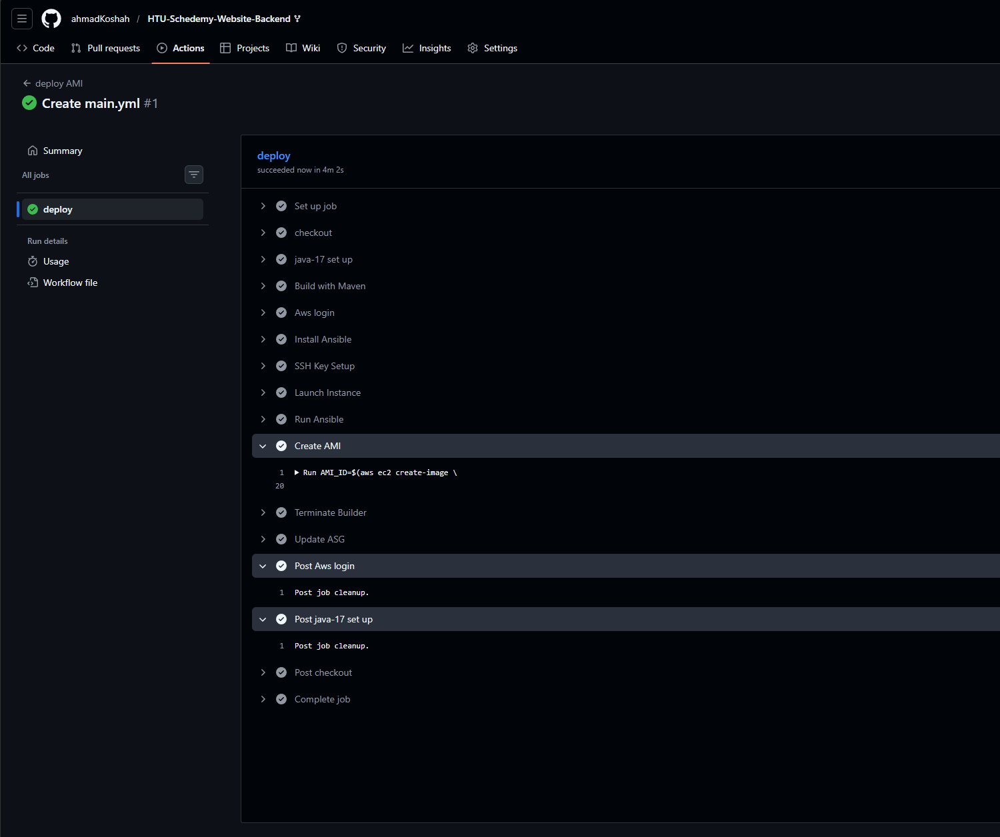 ahmadKoshah / HTU-Schedemy-Website-Backend
Code Pull requests Actions Projects Wiki Security Insights Settings
deploy AMI
Create main.yml #1
Summary
All jobs
deploy
Run details
Usage
Workflow file
deploy
succeeded now in 4m 2s
Set up job
checkout
java-17 set up
Build with Maven
Aws login
Install Ansible
SSH Key Setup
Launch Instance
Run Ansible
Create AMI
1 Run AMI_ID=$(aws ec2 create-image \
20
Terminate Builder
Update ASG
Post Aws login
1 Post job cleanup.
Post java-17 set up
1 Post job cleanup.
Post checkout
Complete job